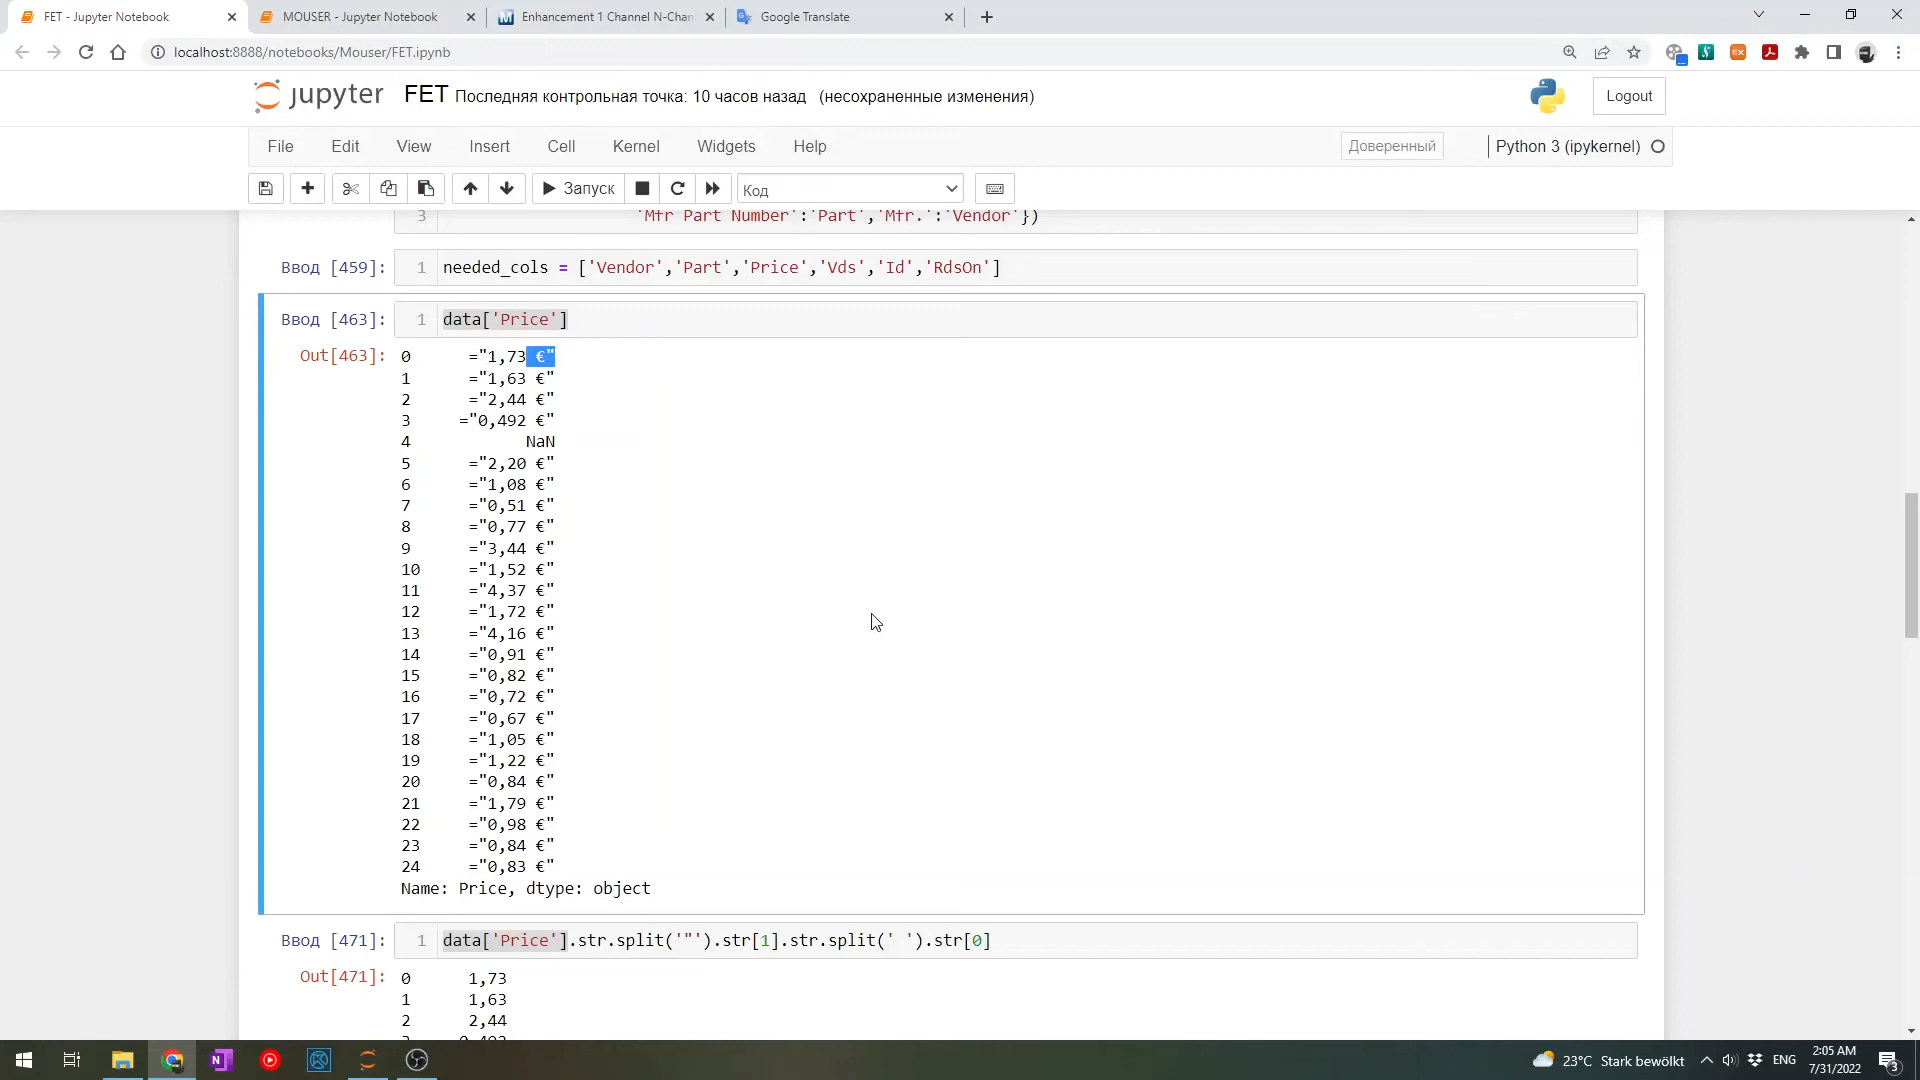 FET - Jupyter Notebook
MOUSER - Jupyter Notebook
Enhancement 1 Channel N-Chan
Google Translate
localhost:8888/notebooks/Mouser/FET.ipynb
jupyter FET Последняя контрольная точка: 10 часов назад (несохраненные изменения)
Logout
File Edit View Insert Cell Kernel Widgets Help
Доверенный
Python 3 (ipykernel)
Запуск
Код
3 'Mfr Part Number':'Part','Mfr.':'Vendor'})
Ввод [459]: 1 needed_cols = ['Vendor','Part','Price','Vds','Id','RdsOn']
Ввод [463]: 1 data['Price']
Out[463]: 0 ="1,73 €"
1 ="1,63 €"
2 ="2,44 €"
3 ="0,492 €"
4 NaN
5 ="2,20 €"
6 ="1,08 €"
7 ="0,51 €"
8 ="0,77 €"
9 ="3,44 €"
10 ="1,52 €"
11 ="4,37 €"
12 ="1,72 €"
13 ="4,16 €"
14 ="0,91 €"
15 ="0,82 €"
16 ="0,72 €"
17 ="0,67 €"
18 ="1,05 €"
19 ="1,22 €"
20 ="0,84 €"
21 ="1,79 €"
22 ="0,98 €"
23 ="0,84 €"
24 ="0,83 €"
Name: Price, dtype: object
Ввод [471]: 1 data['Price'].str.split('"').str[1].str.split(' ').str[0]
Out[471]: 0 1,73
1 1,63
2 2,44
3 0,492
23°C Stark bewölkt
ENG
2:05 AM
7/31/2022
3